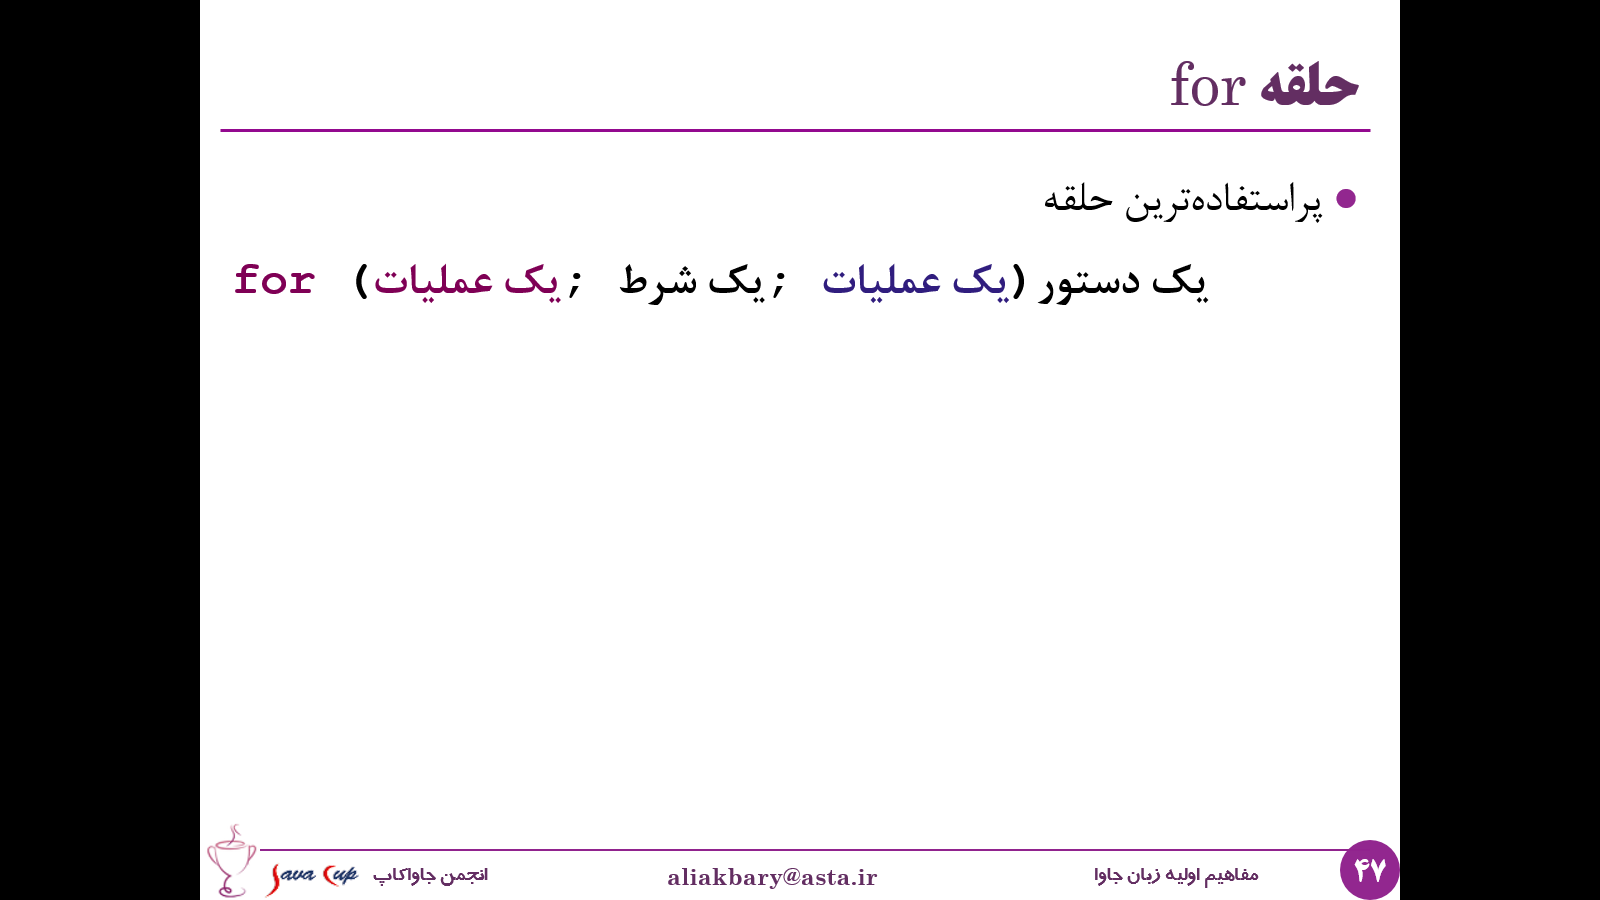 حلقه for
پراستفاده‌ترین حلقه
for (یک عملیات; یک شرط; یک عملیات) یک دستور
Java Cup انجمن جاواکاپ
aliakbary@asta.ir
مفاهیم اولیه زبان جاوا
۴۷